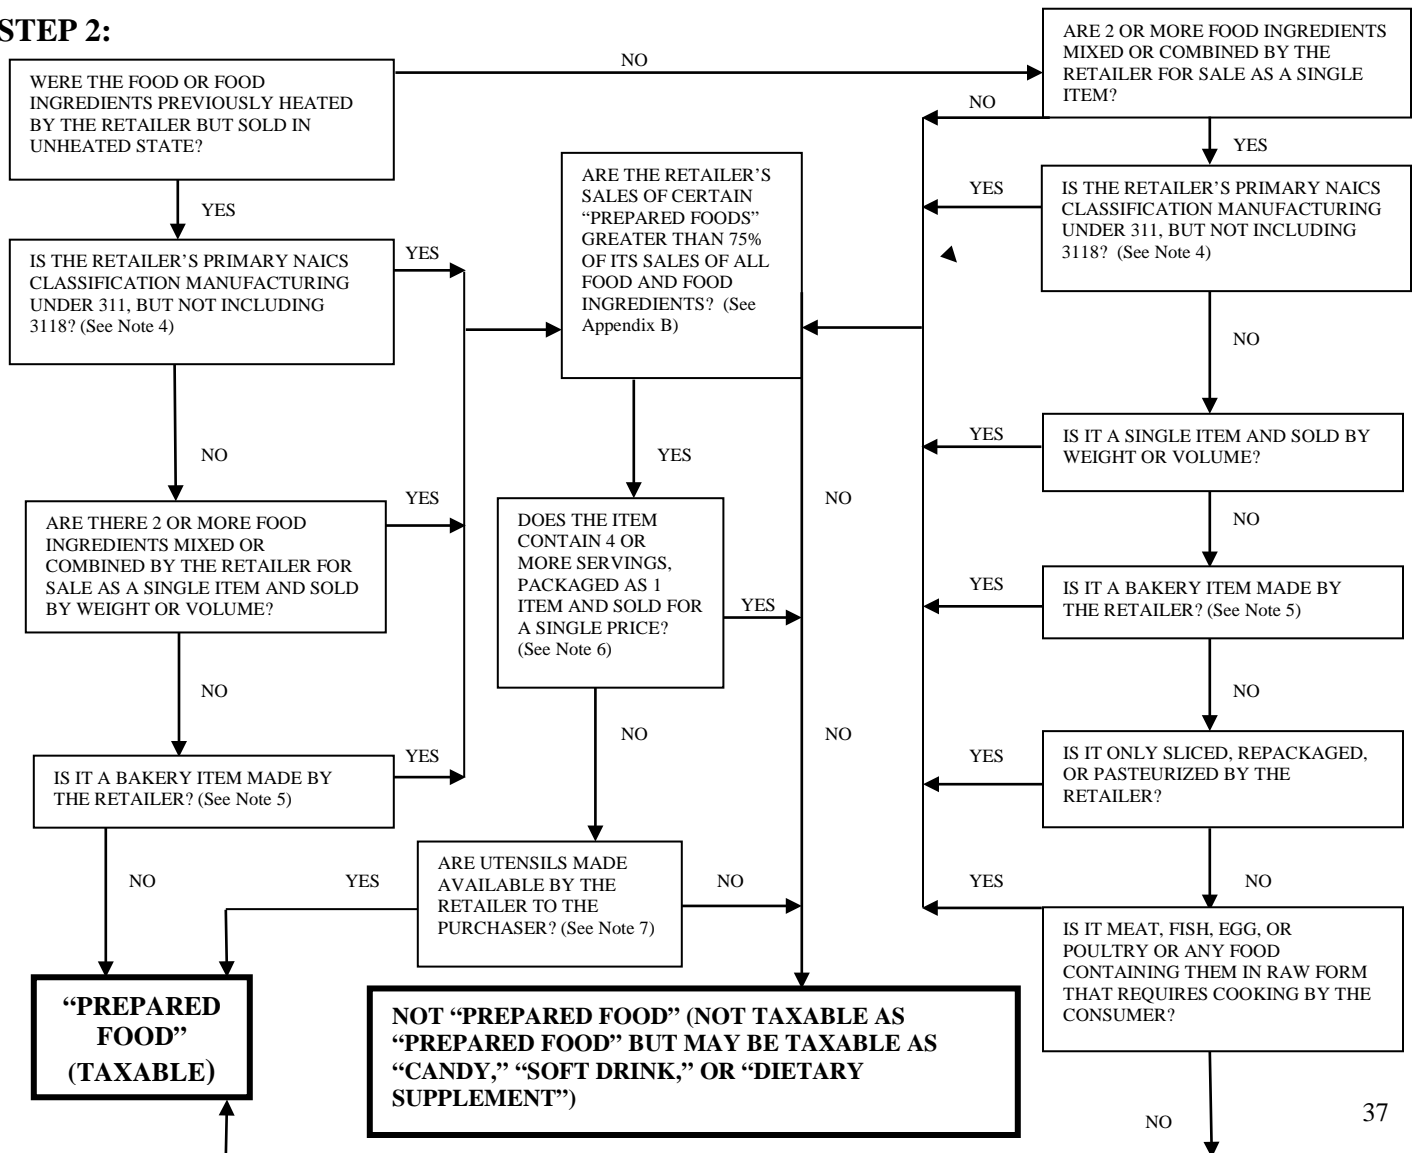 STEP 2:
WERE THE FOOD OR FOOD
INGREDIENTS PREVIOUSLY HEATED
BY THE RETAILER BUT SOLD IN
UNHEATED STATE?
NO
ARE 2 OR MORE FOOD INGREDIENTS
MIXED OR COMBINED BY THE
RETAILER FOR SALE AS A SINGLE
ITEM?
NO
YES
YES
IS THE RETAILER'S PRIMARY NAICS
CLASSIFICATION MANUFACTURING
UNDER 311, BUT NOT INCLUDING
3118? (See Note 4)
YES
ARE THE RETAILER'S
SALES OF CERTAIN
“PREPARED FOODS”
GREATER THAN 75%
OF ITS SALES OF ALL
FOOD AND FOOD
INGREDIENTS? (See
Appendix B)
YES
IS THE RETAILER'S PRIMARY NAICS
CLASSIFICATION MANUFACTURING
UNDER 311, BUT NOT INCLUDING
3118? (See Note 4)
NO
NO
YES
NO
YES
IS IT A SINGLE ITEM AND SOLD BY
WEIGHT OR VOLUME?
NO
ARE THERE 2 OR MORE FOOD
INGREDIENTS MIXED OR
COMBINED BY THE RETAILER FOR
SALE AS A SINGLE ITEM AND SOLD
BY WEIGHT OR VOLUME?
YES
DOES THE ITEM
CONTAIN 4 OR
MORE SERVINGS,
PACKAGED AS 1
ITEM AND SOLD FOR
A SINGLE PRICE?
(See Note 6)
YES
YES
IS IT A BAKERY ITEM MADE BY
THE RETAILER? (See Note 5)
NO
NO
NO
NO
YES
IS IT A BAKERY ITEM MADE BY
THE RETAILER? (See Note 5)
YES
IS IT ONLY SLICED, REPACKAGED,
OR PASTEURIZED BY THE
RETAILER?
NO
YES
ARE UTENSILS MADE
AVAILABLE BY THE
RETAILER TO THE
PURCHASER? (See Note 7)
NO
YES
NO
IS IT MEAT, FISH, EGG, OR
POULTRY OR ANY FOOD
CONTAINING THEM IN RAW FORM
THAT REQUIRES COOKING BY THE
CONSUMER?
“PREPARED
FOOD”
(TAXABLE)
NOT “PREPARED FOOD” (NOT TAXABLE AS
“PREPARED FOOD” BUT MAY BE TAXABLE AS
“CANDY,” “SOFT DRINK,” OR “DIETARY
SUPPLEMENT”)
NO
37